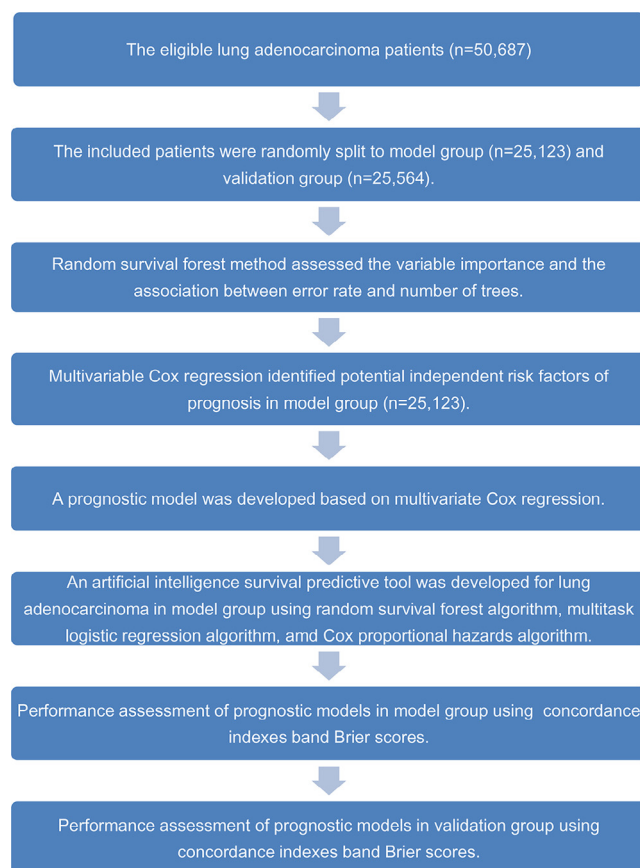 The eligible lung adenocarcinoma patients (n=50,687)
The included patients were randomly split to model group (n=25,123) and
validation group (n=25,564).
Random survival forest method assessed the variable importance and the
association between error rate and number of trees.
Multivariable Cox regression identified potential independent risk factors of
prognosis in model group (n=25,123).
A prognostic model was developed based on multivariate Cox regression.
An artificial intelligence survival predictive tool was developed for lung
adenocarcinoma in model group using random survival forest algorithm, multitask
logistic regression algorithm, amd Cox proportional hazards algorithm.
Performance assessment of prognostic models in model group using concordance
indexes band Brier scores.
Performance assessment of prognostic models in validation group using
concordance indexes band Brier scores.